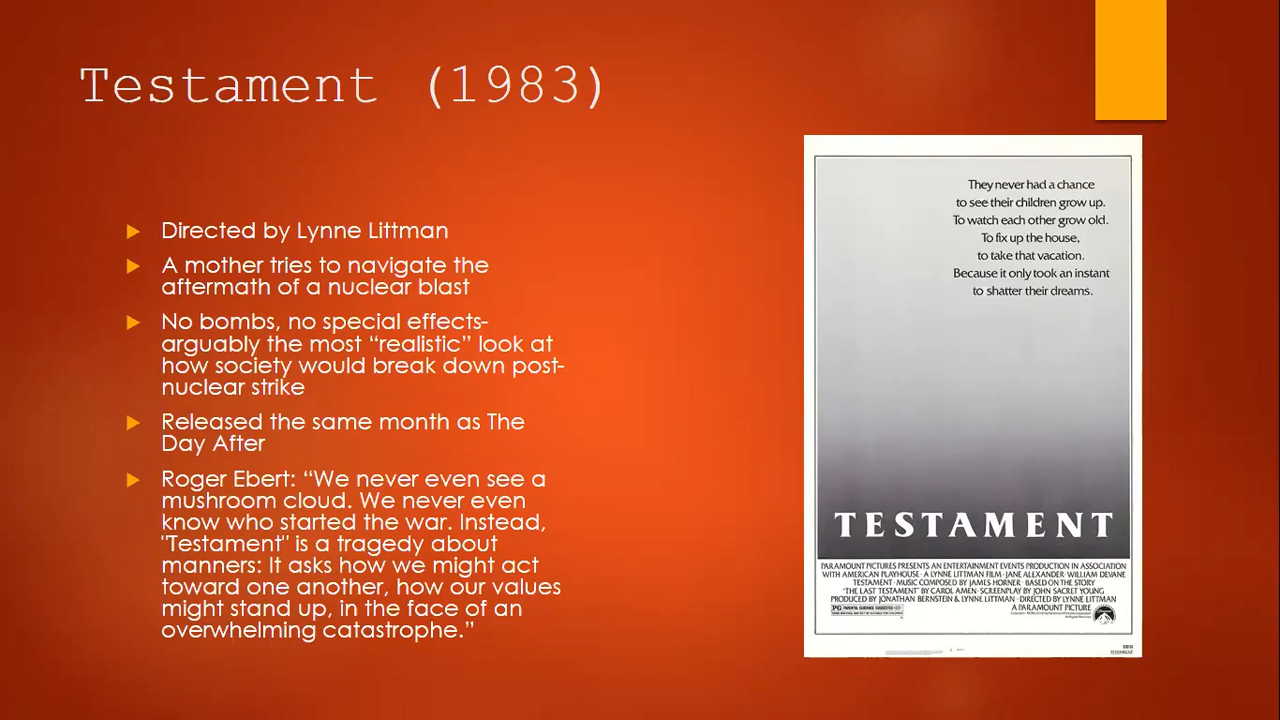 Testament (1983)
Directed by Lynne Littman
A mother tries to navigate the
aftermath of a nuclear blast
No bombs, no special effects-
arguably the most “realistic” look at
how society would break down post-
nuclear strike
Released the same month as The
Day After
Roger Ebert: “We never even see a
mushroom cloud. We never even
know who started the war. Instead,
"Testament" is a tragedy about
manners: It asks how we might act
toward one another, how our values
might stand up, in the face of an
overwhelming catastrophe.”
They never had a chance
to see their children grow up.
To watch each other grow old.
To fix up the house,
to take that vacation.
Because it only took an instant
to shatter their dreams.
TESTAMENT
PARAMOUNT PICTURES PRESENTS AN ENTERTAINMENT EVENTS PRODUCTION IN ASSOCIATION
WITH AMERICAN PLAYHOUSE · A LYNNE LITTMAN FILM · JANE ALEXANDER · WILLIAM DEVANE
TESTAMENT · MUSIC COMPOSED BY JAMES HORNER · BASED ON THE STORY
"THE LAST TESTAMENT" BY CAROL AMEN · SCREENPLAY BY JOHN SACRET YOUNG
PRODUCED BY JONATHAN BERNSTEIN & LYNNE LITTMAN · DIRECTED BY LYNNE LITTMAN
PG PARENTAL GUIDANCE SUGGESTED
A PARAMOUNT PICTURE
TESTAMENT